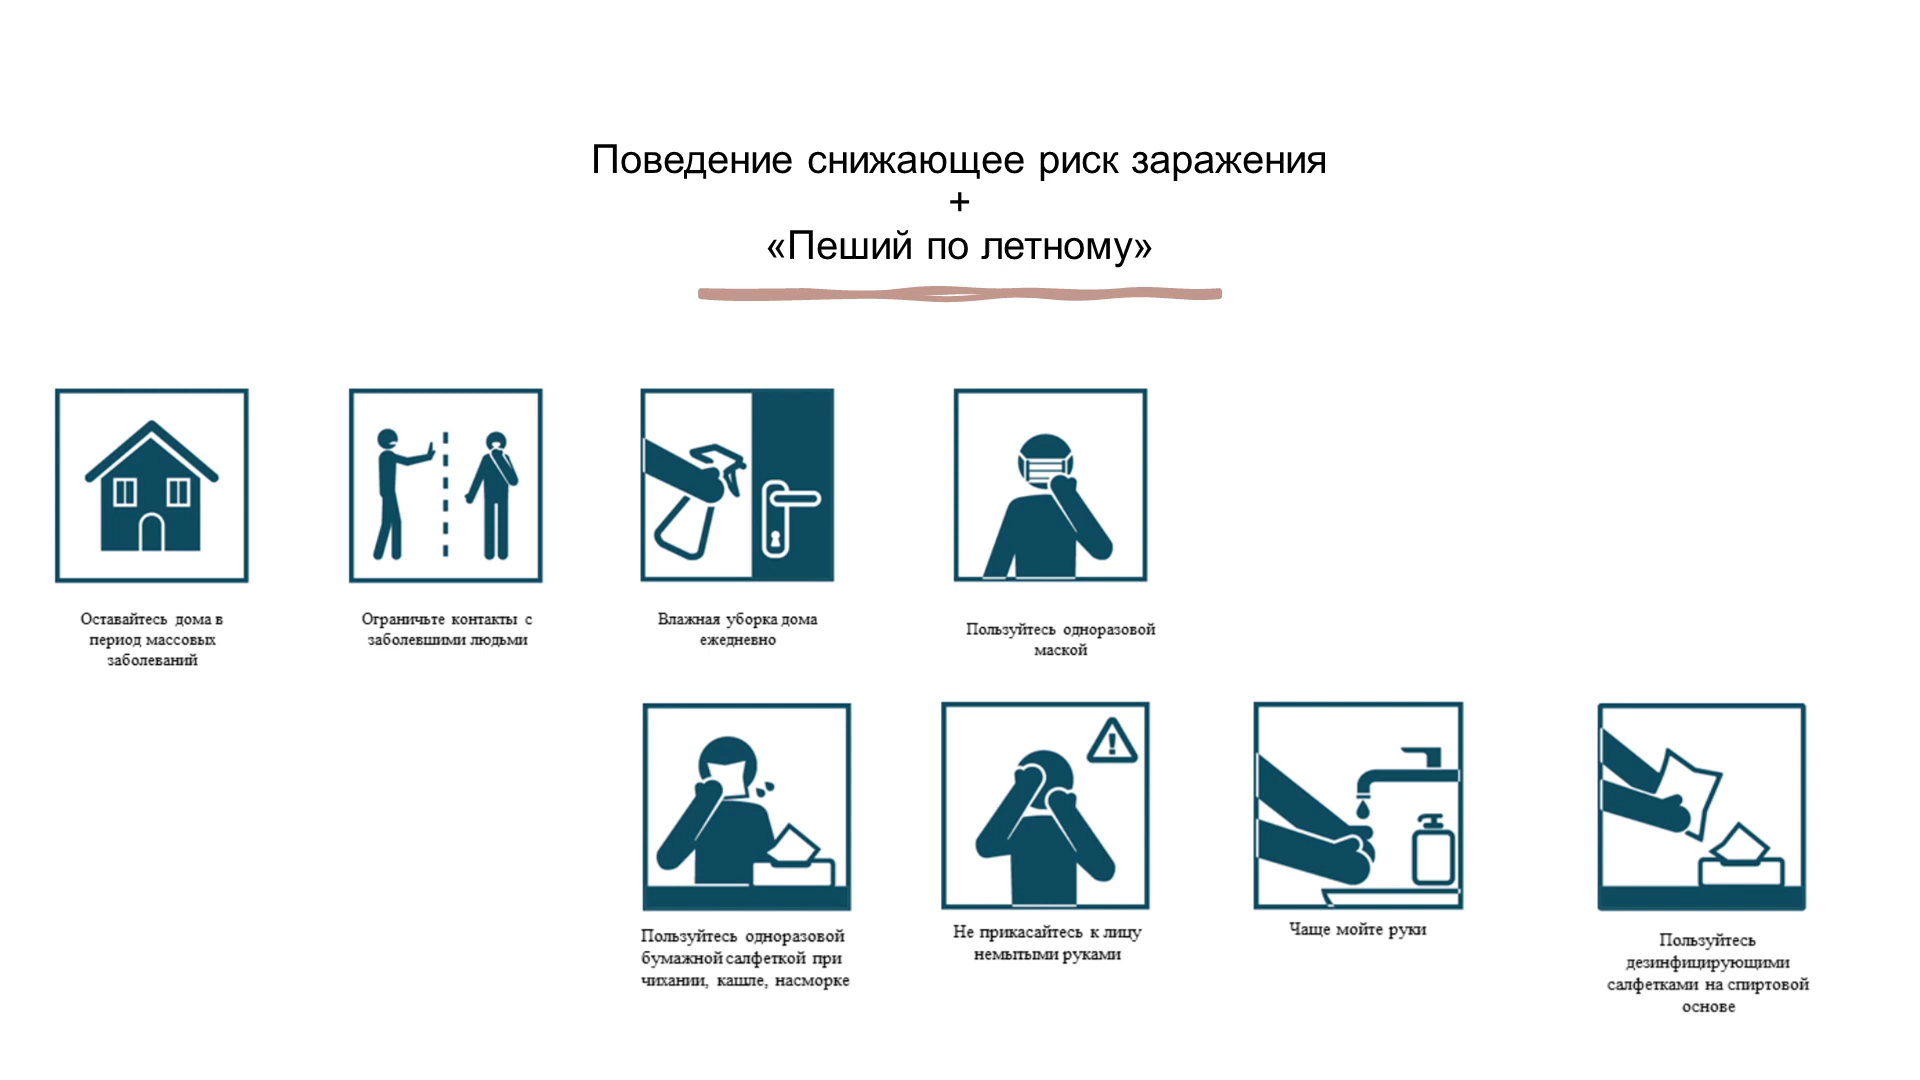 Поведение снижающее риск заражения
+
«Пеший по летному»
Оставайтесь дома в
период массовых
заболеваний
Ограничьте контакты с
заболевшими людьми
Влажная уборка дома
ежедневно
Пользуйтесь одноразовой
маской
Пользуйтесь одноразовой
бумажной салфеткой при
чихании, кашле, насморке
Не прикасайтесь к лицу
немытыми руками
Чаще мойте руки
Пользуйтесь
дезинфицирующими
салфетками на спиртовой
основе